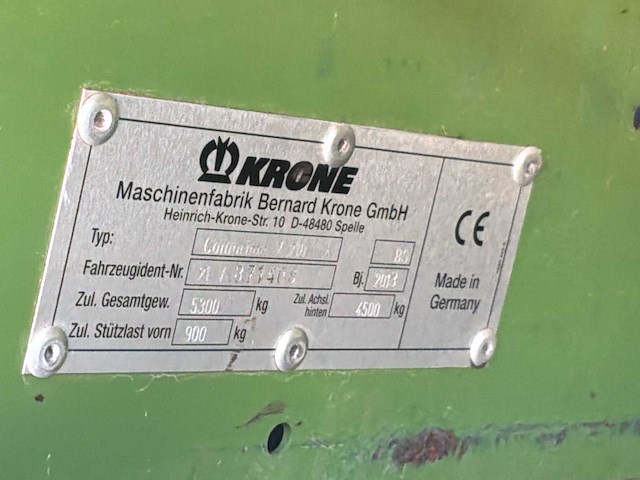 KRONE
Maschinenfabrik Bernard Krone GmbH
Heinrich-Krone-Str. 10 D-48480 Spelle
Typ:
Fahrzeugident-Nr. Bj. 2013
Zul. Gesamtgew. 5300 kg Zul. Achsl. hinten 4500 kg
Zul. Stützlast vorn 900 kg
CE
Made in
Germany